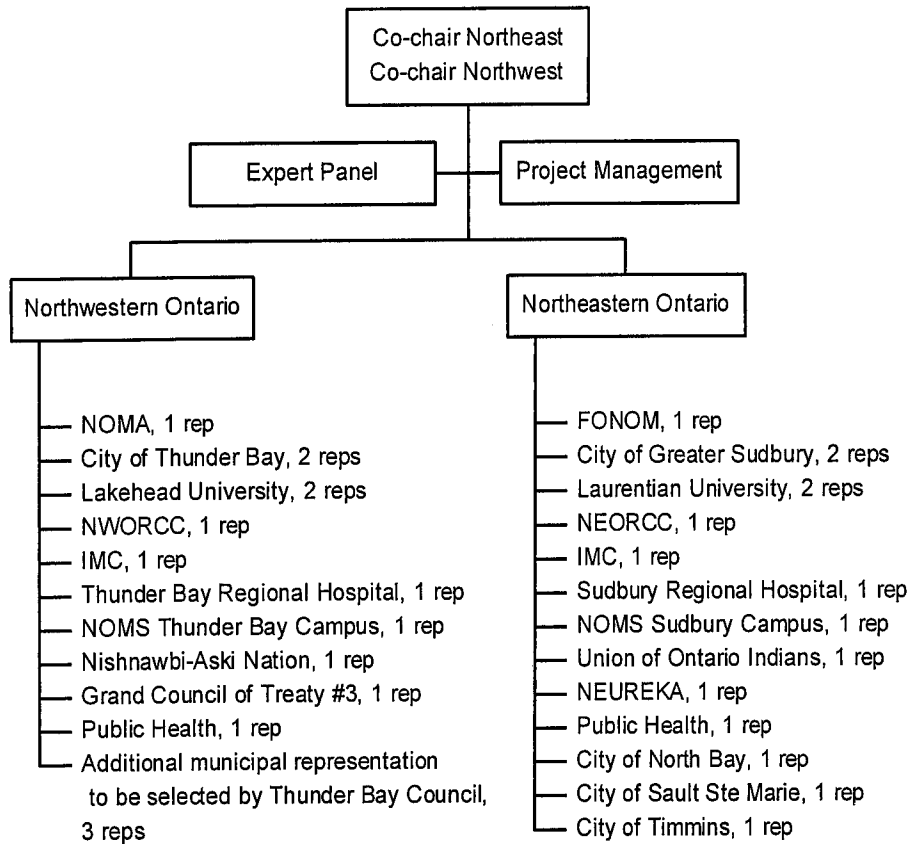 Co-chair Northeast
Co-chair Northwest
Expert Panel
Project Management
Northwestern Ontario
NOMA, 1 rep
City of Thunder Bay, 2 reps
Lakehead University, 2 reps
NWORCC, 1 rep
IMC, 1 rep
Thunder Bay Regional Hospital, 1 rep
NOMS Thunder Bay Campus, 1 rep
Nishnawbi-Aski Nation, 1 rep
Grand Council of Treaty #3, 1 rep
Public Health, 1 rep
Additional municipal representation
to be selected by Thunder Bay Council,
3 reps
Northeastern Ontario
FONOM, 1 rep
City of Greater Sudbury, 2 reps
Laurentian University, 2 reps
NEORCC, 1 rep
IMC, 1 rep
Sudbury Regional Hospital, 1 rep
NOMS Sudbury Campus, 1 rep
Union of Ontario Indians, 1 rep
NEUREKA, 1 rep
Public Health, 1 rep
City of North Bay, 1 rep
City of Sault Ste Marie, 1 rep
City of Timmins, 1 rep